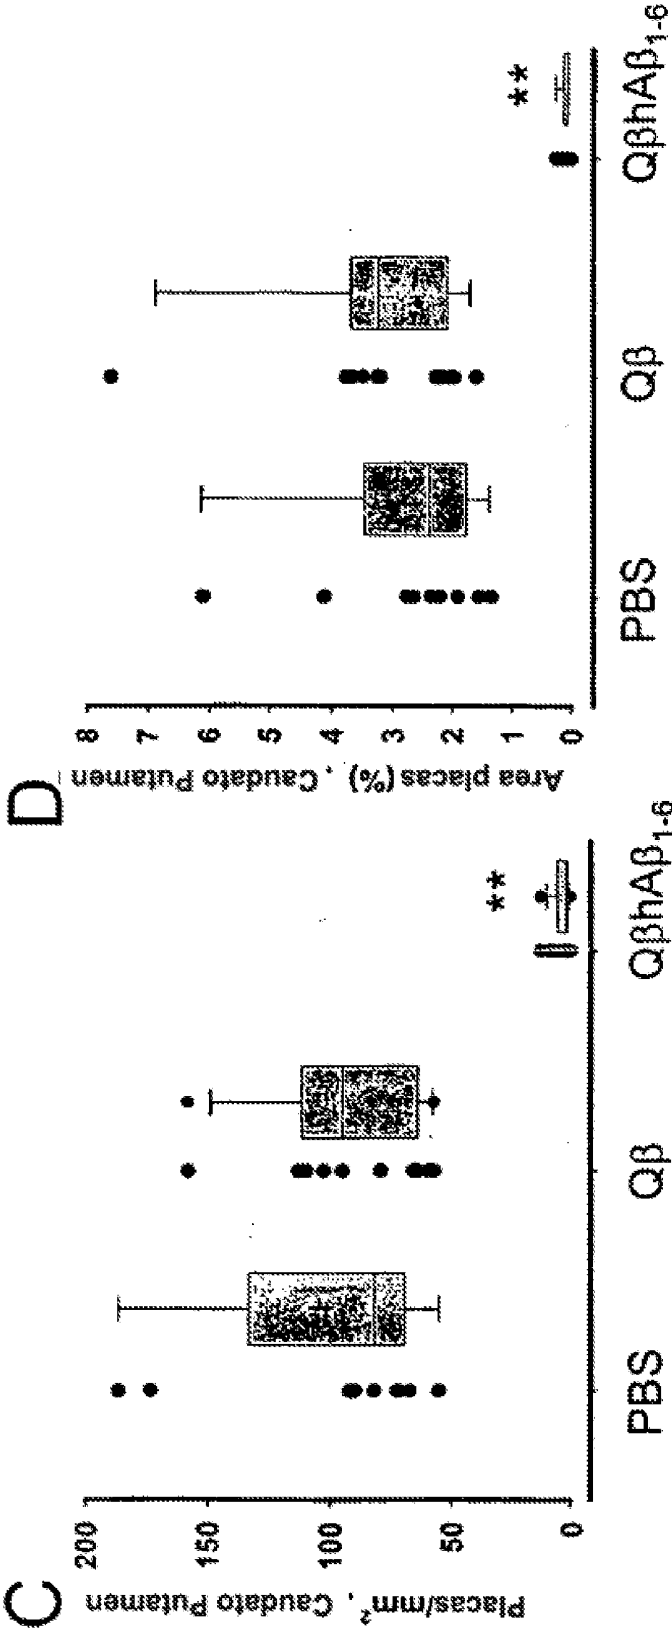 C
Placas/mm², Caudato Putamen
200
150
100
50
0
PBS
Qβ
QβhAβ1-6
**
D
Area placas (%), Caudato Putamen
8
7
6
5
4
3
2
1
0
PBS
Qβ
QβhAβ1-6
**